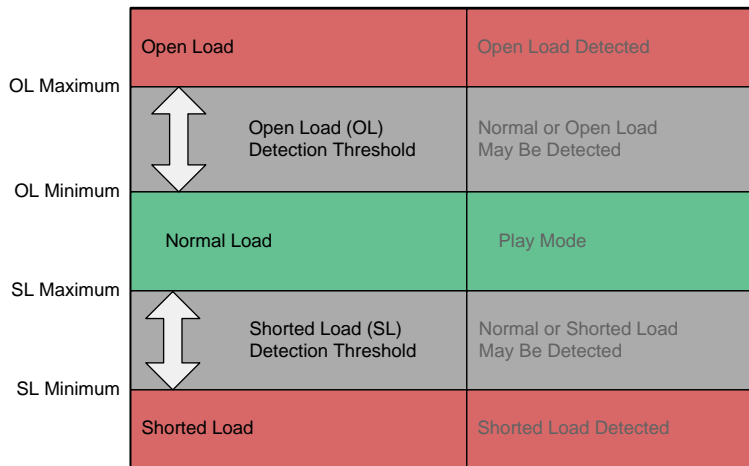 Open Load
Open Load Detected
OL Maximum
Open Load (OL)
Detection Threshold
Normal or Open Load
May Be Detected
OL Minimum
Normal Load
Play Mode
SL Maximum
Shorted Load (SL)
Detection Threshold
Normal or Shorted Load
May Be Detected
SL Minimum
Shorted Load
Shorted Load Detected